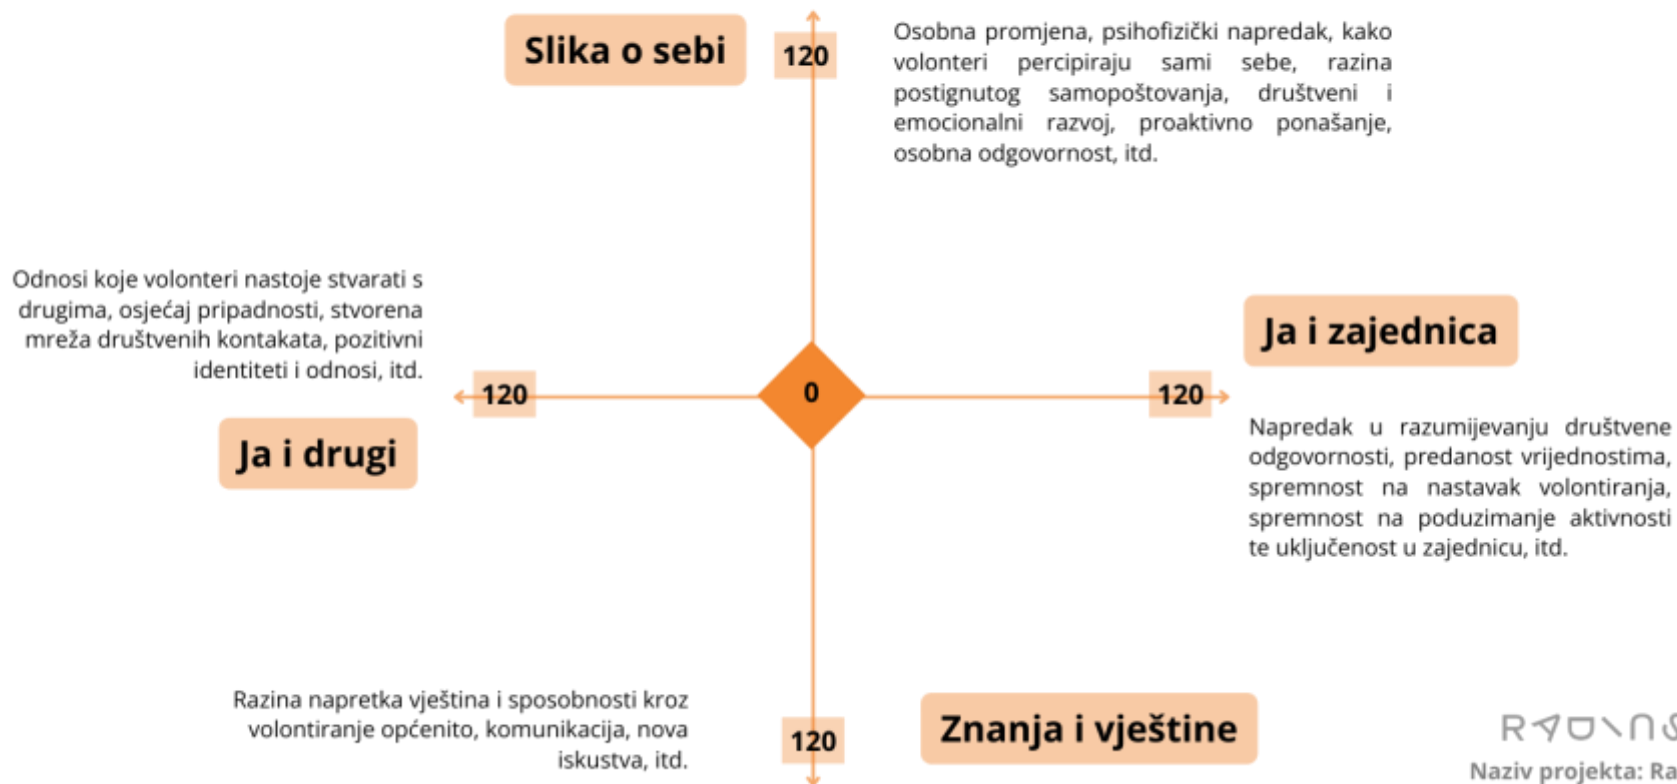 Slika o sebi
120
Osobna promjena, psihofizički napredak, kako
volonteri percipiraju sami sebe, razina
postignutog samopoštovanja, društveni i
emocionalni razvoj, proaktivno ponašanje,
osobna odgovornost, itd.
Odnosi koje volonteri nastoje stvarati s
drugima, osjećaj pripadnosti, stvorena
mreža društvenih kontakata, pozitivni
identiteti i odnosi, itd.
120
Ja i drugi
0
Ja i zajednica
120
Napredak u razumijevanju društvene
odgovornosti, predanost vrijednostima,
spremnost na nastavak volontiranja,
spremnost na poduzimanje aktivnosti
te uključenost u zajednicu, itd.
Razina napretka vještina i sposobnosti kroz
volontiranje općenito, komunikacija, nova
iskustva, itd.
120
Znanja i vještine
Naziv projekta: Ra